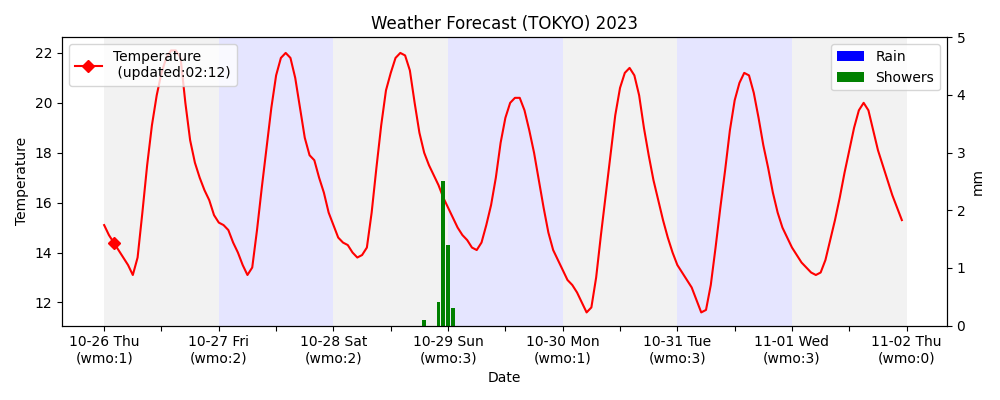 Weather Forecast (TOKYO) 2023
Temperature
(updated:02:12)
Rain
Showers
Temperature
22
20
18
16
14
12
5
4
3
2
1
0
mm
10-26 Thu
(wmo:1)
10-27 Fri
(wmo:2)
10-28 Sat
(wmo:2)
10-29 Sun
(wmo:3)
10-30 Mon
(wmo:1)
10-31 Tue
(wmo:3)
11-01 Wed
(wmo:3)
11-02 Thu
(wmo:0)
Date